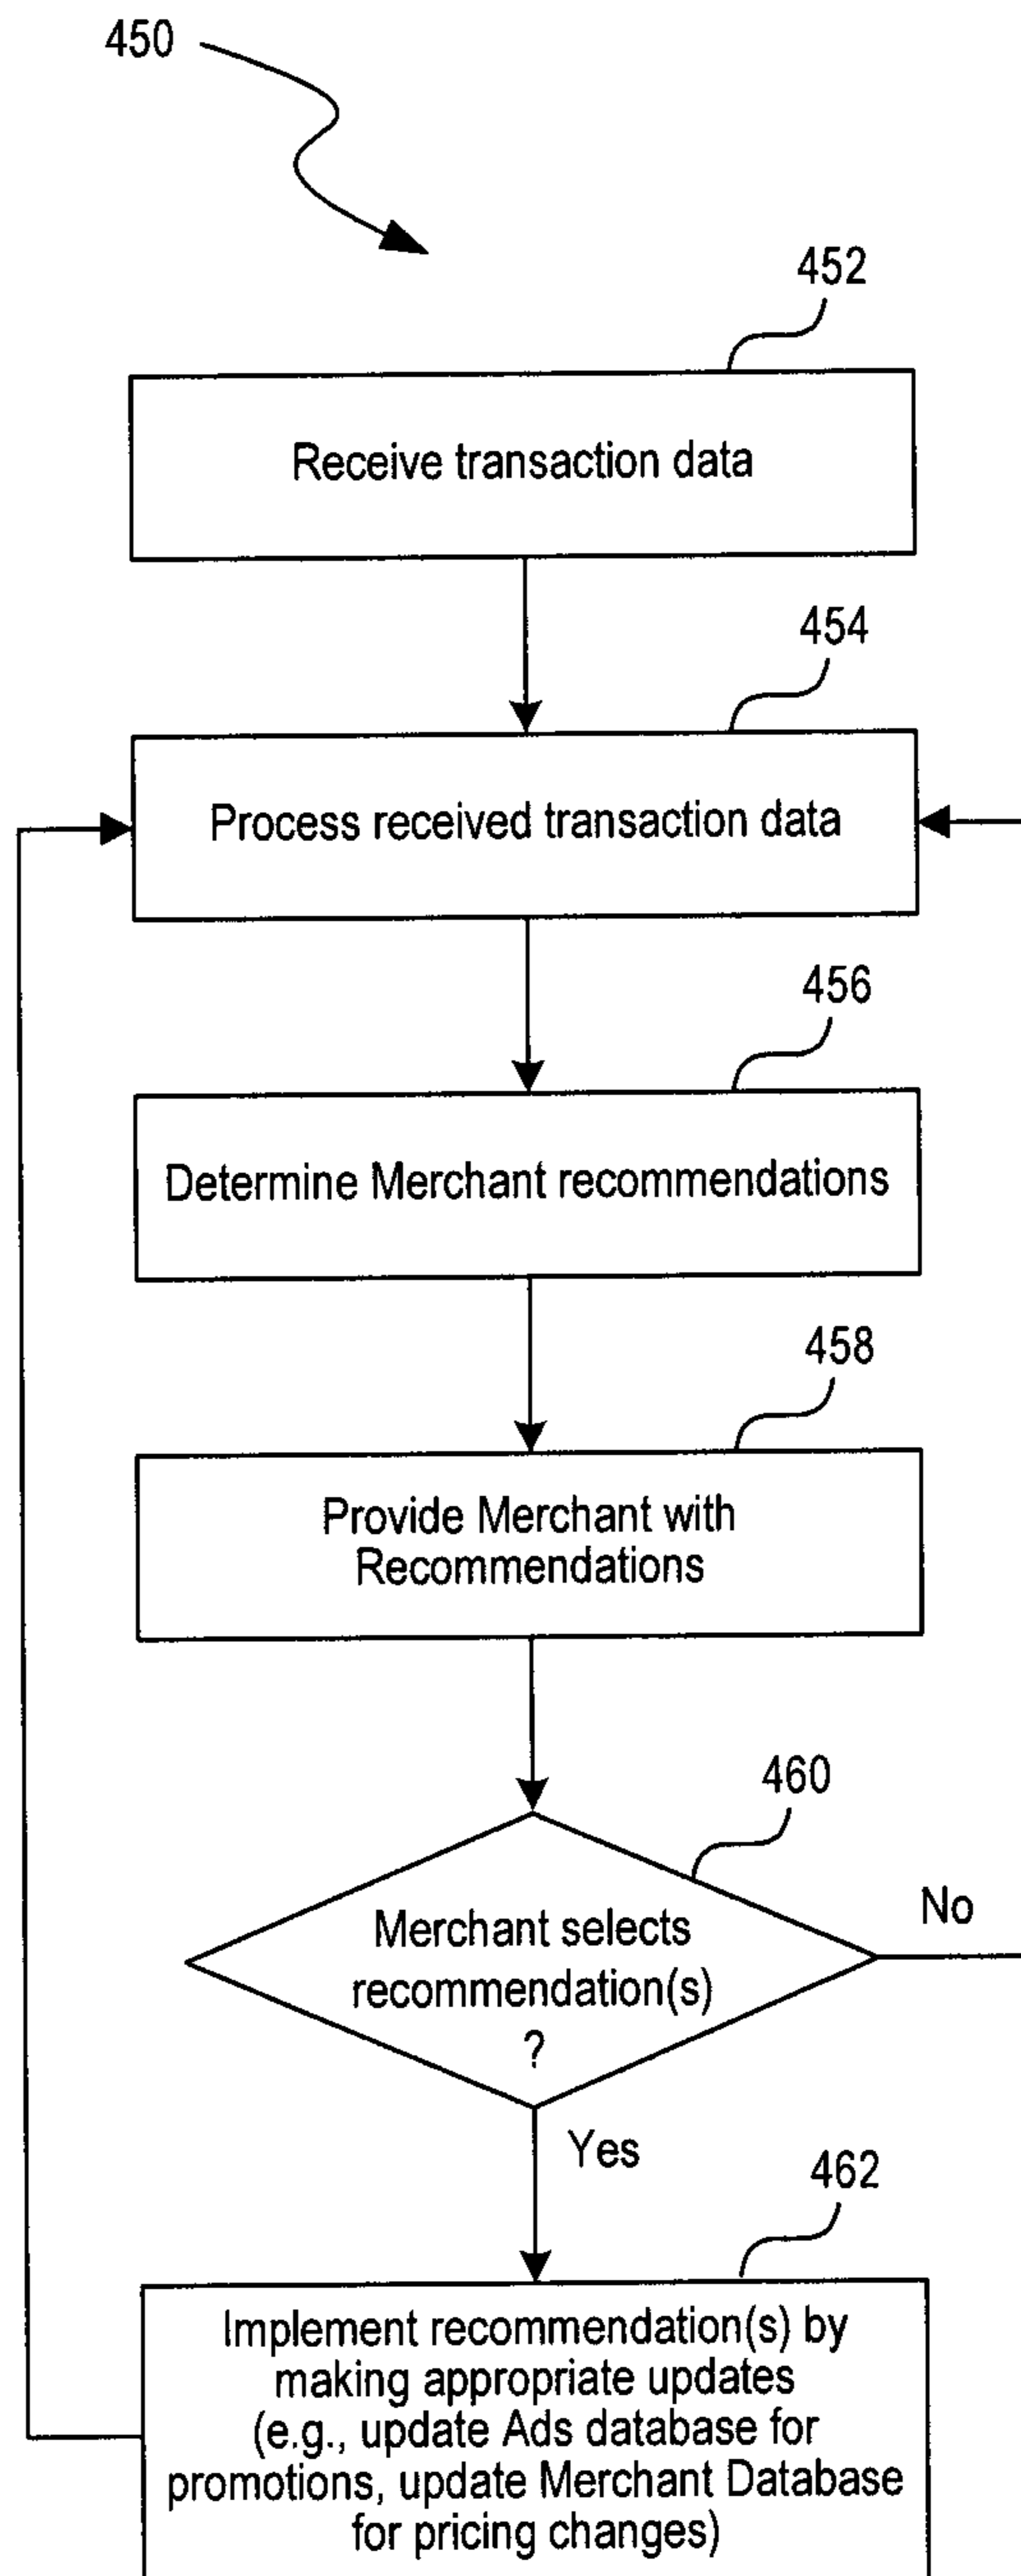 450
452
Receive transaction data
454
Process received transaction data
456
Determine Merchant recommendations
458
Provide Merchant with
Recommendations
460
Merchant selects
recommendation(s)
?
No
Yes
462
Implement recommendation(s) by
making appropriate updates
(e.g., update Ads database for
promotions, update Merchant Database
for pricing changes)